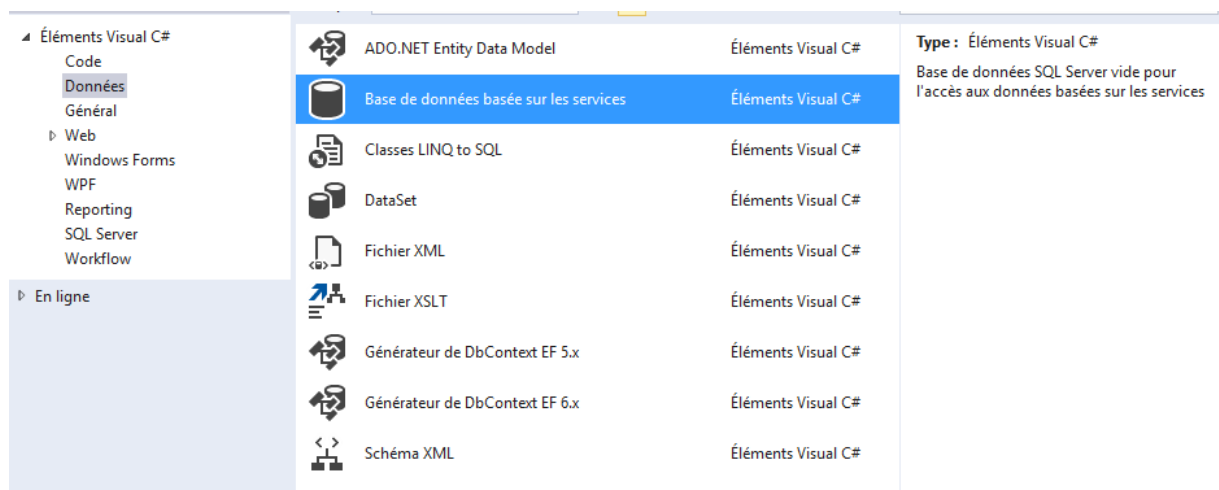 Éléments Visual C#
Code
Données
Général
Web
Windows Forms
WPF
Reporting
SQL Server
Workflow
En ligne
ADO.NET Entity Data Model Éléments Visual C#
Base de données basée sur les services Éléments Visual C#
Classes LINQ to SQL Éléments Visual C#
DataSet Éléments Visual C#
Fichier XML Éléments Visual C#
Fichier XSLT Éléments Visual C#
Générateur de DbContext EF 5.x Éléments Visual C#
Générateur de DbContext EF 6.x Éléments Visual C#
Schéma XML Éléments Visual C#
Type : Éléments Visual C#
Base de données SQL Server vide pour
l'accès aux données basées sur les services